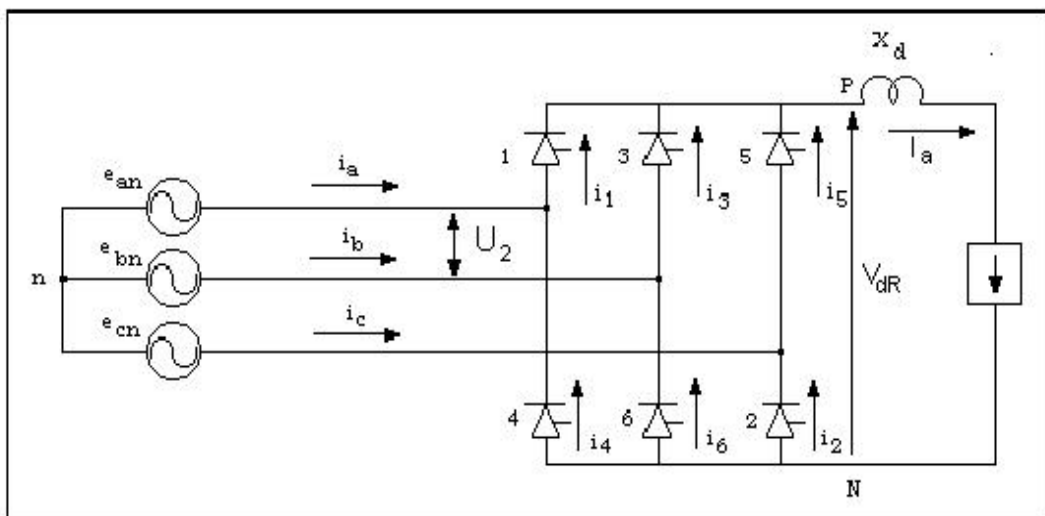 X_d
P
1
3
5
I_a
i_a
e_an
i_1
i_3
i_5
i_b
U_2
e_bn
n
V_dR
i_c
e_cn
4
6
2
i_4
i_6
i_2
N